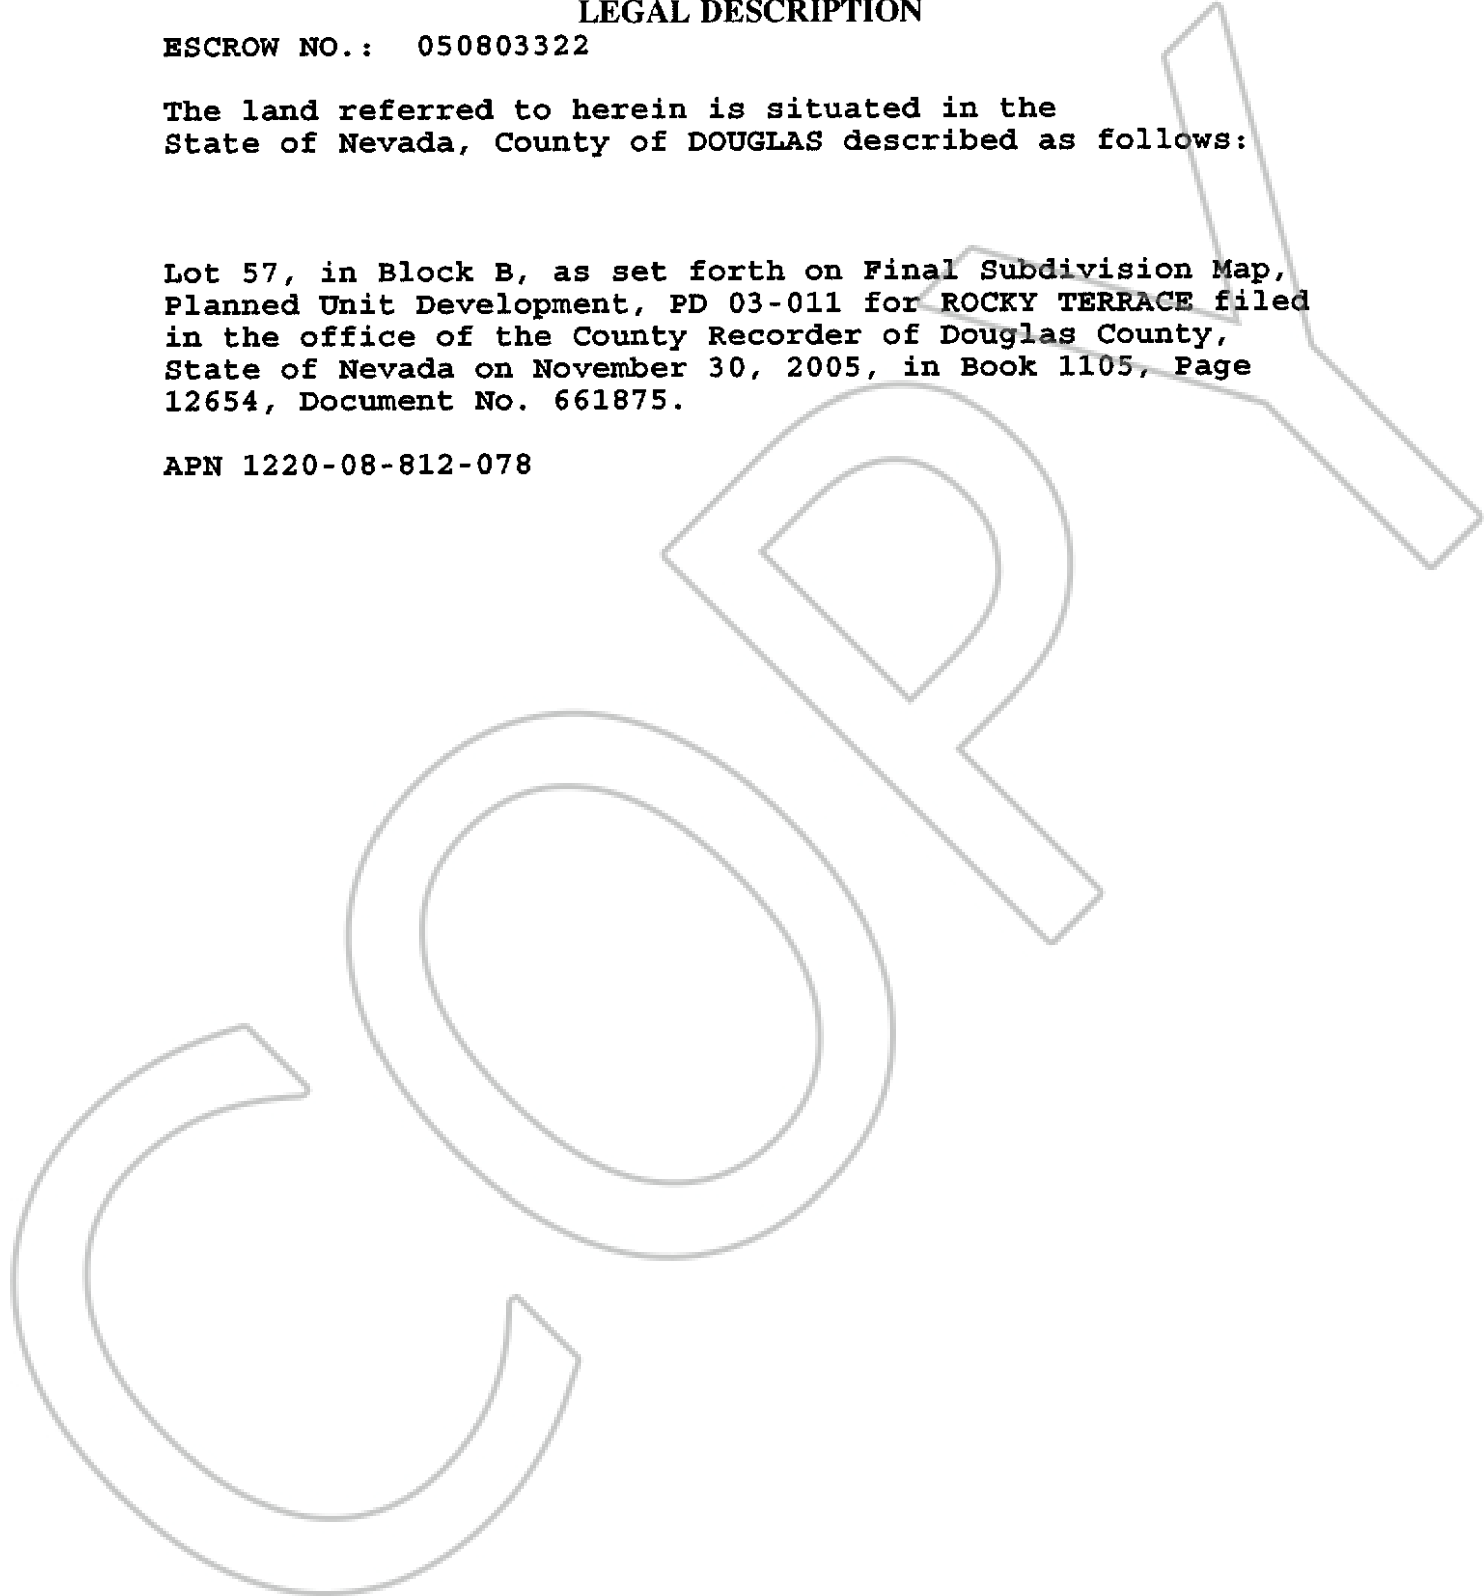 LEGAL DESCRIPTION
ESCROW NO.: 050803322
The land referred to herein is situated in the
State of Nevada, County of DOUGLAS described as follows:
Lot 57, in Block B, as set forth on Final Subdivision Map,
Planned Unit Development, PD 03-011 for ROCKY TERRACE filed
in the office of the County Recorder of Douglas County,
State of Nevada on November 30, 2005, in Book 1105, Page
12654, Document No. 661875.
APN 1220-08-812-078
COPY